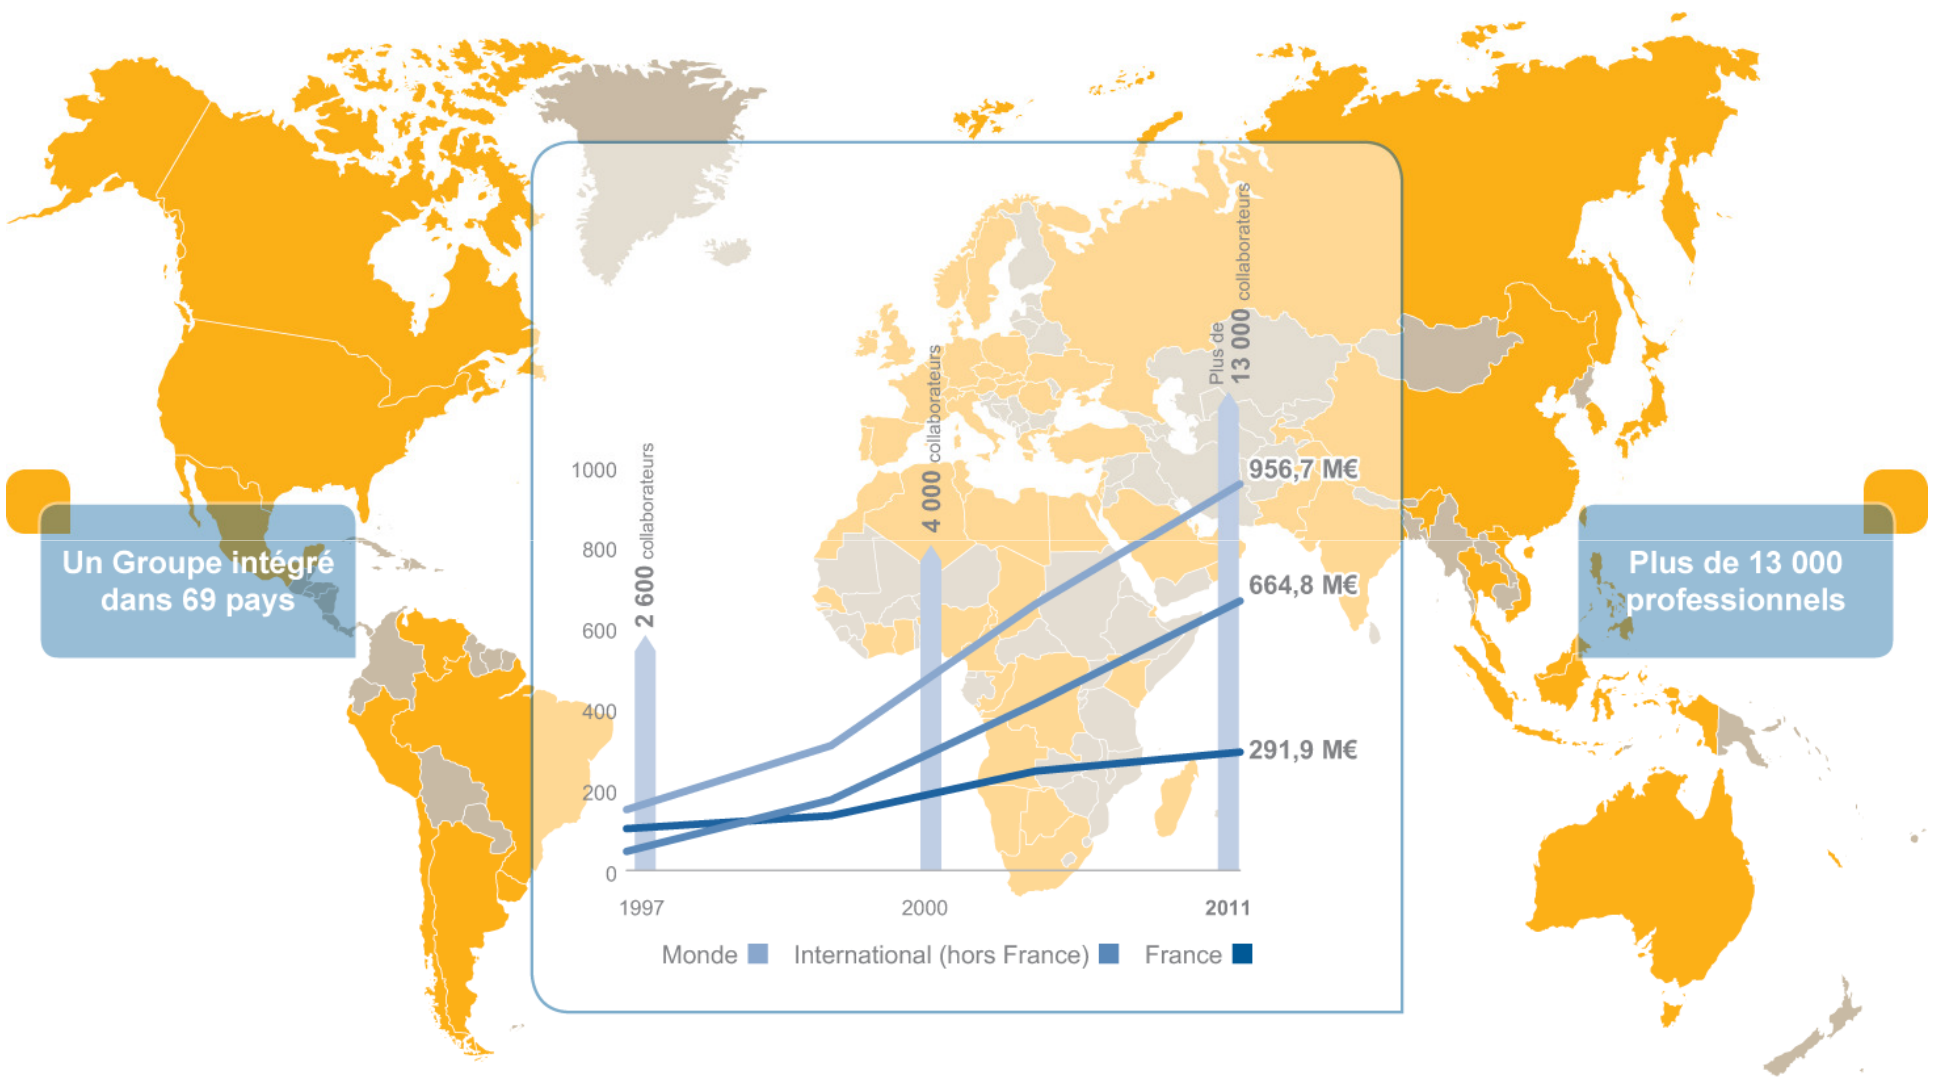 Un Groupe intégré
dans 69 pays
Plus de 13 000
professionnels
2 600 collaborateurs
4 000 collaborateurs
Plus de
13 000 collaborateurs
1000
800
600
400
200
0
956,7 M€
664,8 M€
291,9 M€
1997
2000
2011
Monde
International (hors France)
France